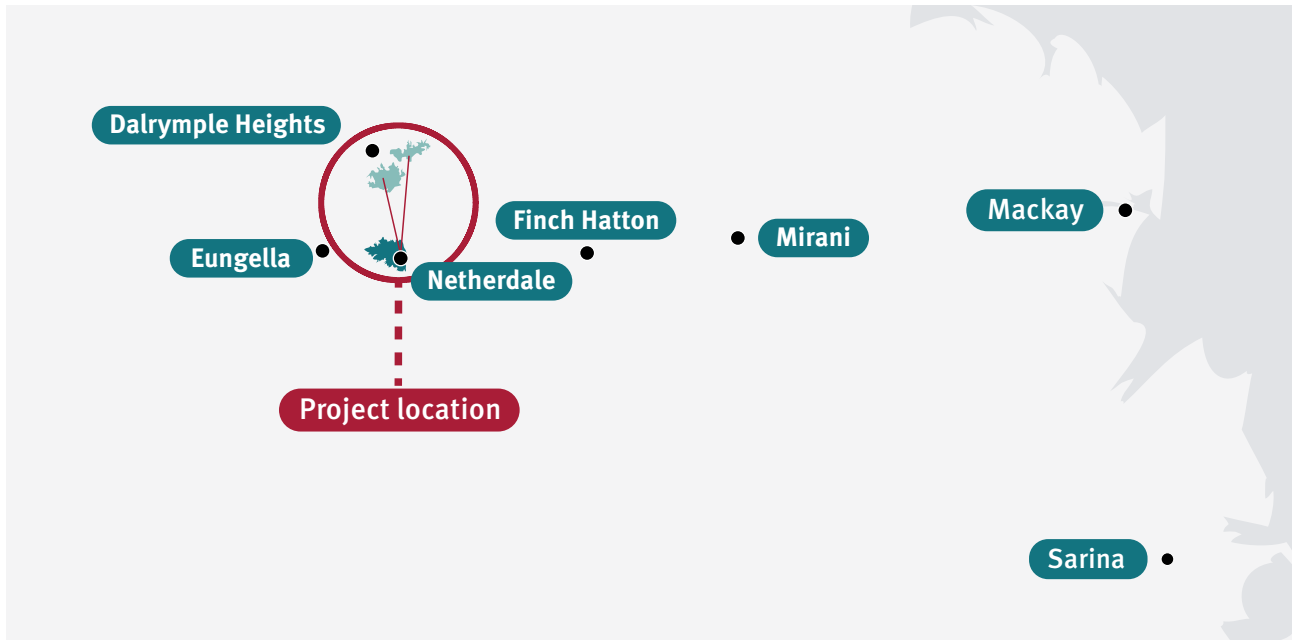 Dalrymple Heights
Finch Hatton
Mackay
Mirani
Eungella
Netherdale
Project location
Sarina